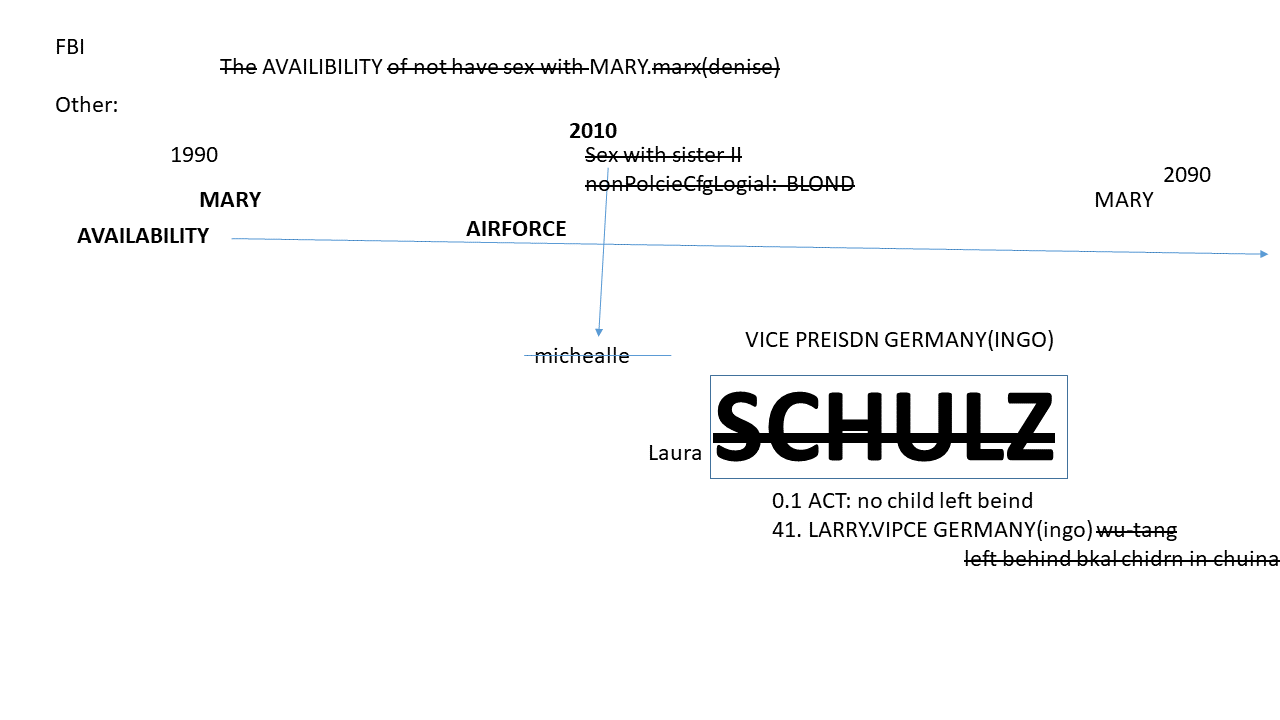 FBI
The AVAILIBILITY of not have sex with MARY.marx(denise)
Other:
2010
1990
Sex with sister II
2090
nonPolcieCfgLogial: BLOND
MARY
MARY
AIRFORCE
AVAILABILITY
VICE PREISDN GERMANY(INGO)
michealle
SCHULZ
Laura
0.1 ACT: no child left beind
41. LARRY.VIPCE GERMANY(ingo) wu-tang
left behind bkal chidrn in chuina